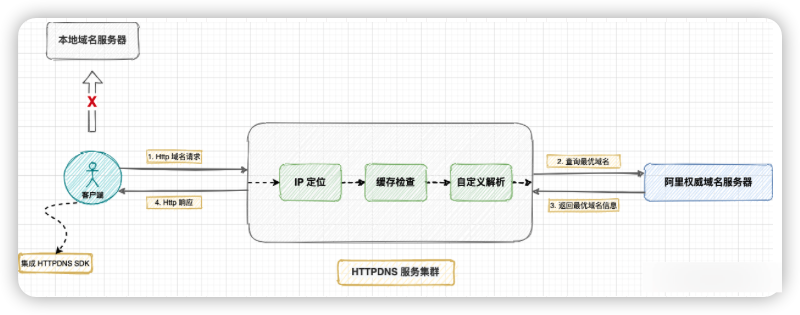 本地域名服务器
X
1. Http 域名请求
2. 查询最优域名
IP 定位
缓存检查
自定义解析
阿里权威域名服务器
客户端
4. Http 响应
3. 返回最优域名信息
集成 HTTPDNS SDK
HTTPDNS 服务集群